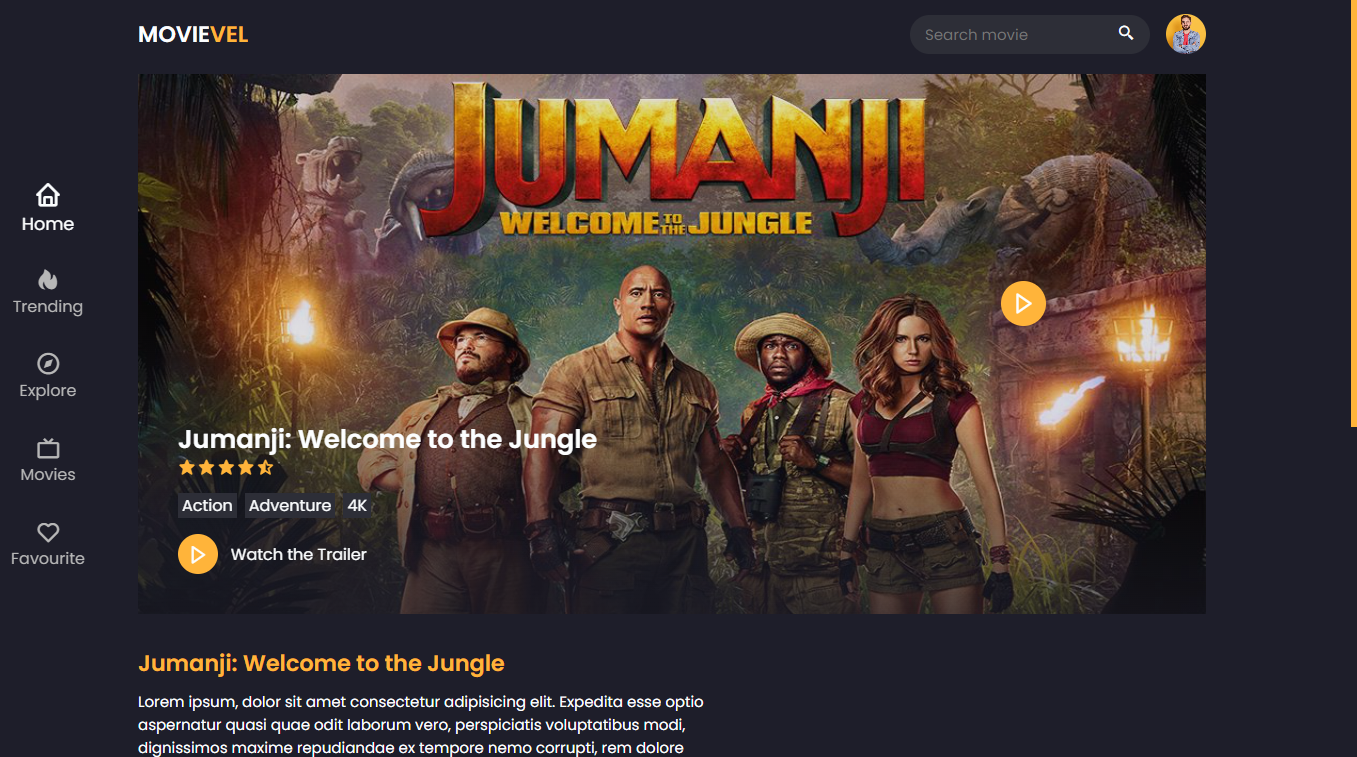 MOVIEVEL
Search movie
JUMANJI
WELCOME TO THE JUNGLE
Home
Trending
Explore
Movies
Favourite
Jumanji: Welcome to the Jungle
Action Adventure 4K
Watch the Trailer
Jumanji: Welcome to the Jungle
Lorem ipsum, dolor sit amet consectetur adipisicing elit. Expedita esse optio
aspernatur quasi quae odit laborum vero, perspiciatis voluptatibus modi,
dignissimos maxime repudiandae ex tempore nemo corrupti, rem dolore